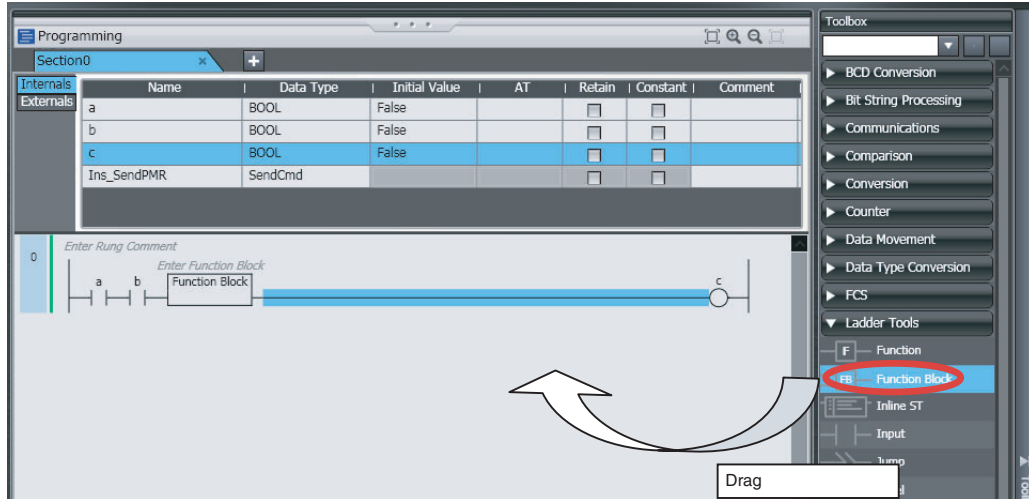 Programming
Section0
Internals
Externals
Name Data Type Initial Value AT Retain Constant Comment
a BOOL False
b BOOL False
c BOOL False
Ins_SendPMR SendCmd
0
Enter Rung Comment
Enter Function Block
a b Function Block c
Toolbox
BCD Conversion
Bit String Processing
Communications
Comparison
Conversion
Counter
Data Movement
Data Type Conversion
FCS
Ladder Tools
F Function
FB Function Block
Inline ST
Input
Jump
Drag